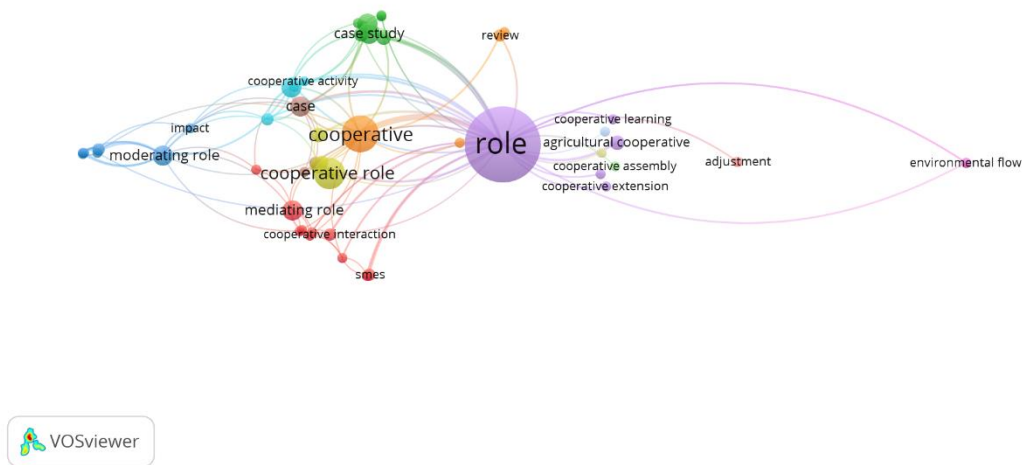 case study
review
cooperative activity
case
cooperative
role
cooperative learning
impact
agricultural cooperative
moderating role
adjustment
environmental flow
cooperative role
cooperative assembly
cooperative extension
mediating role
cooperative interaction
smes
VOSviewer